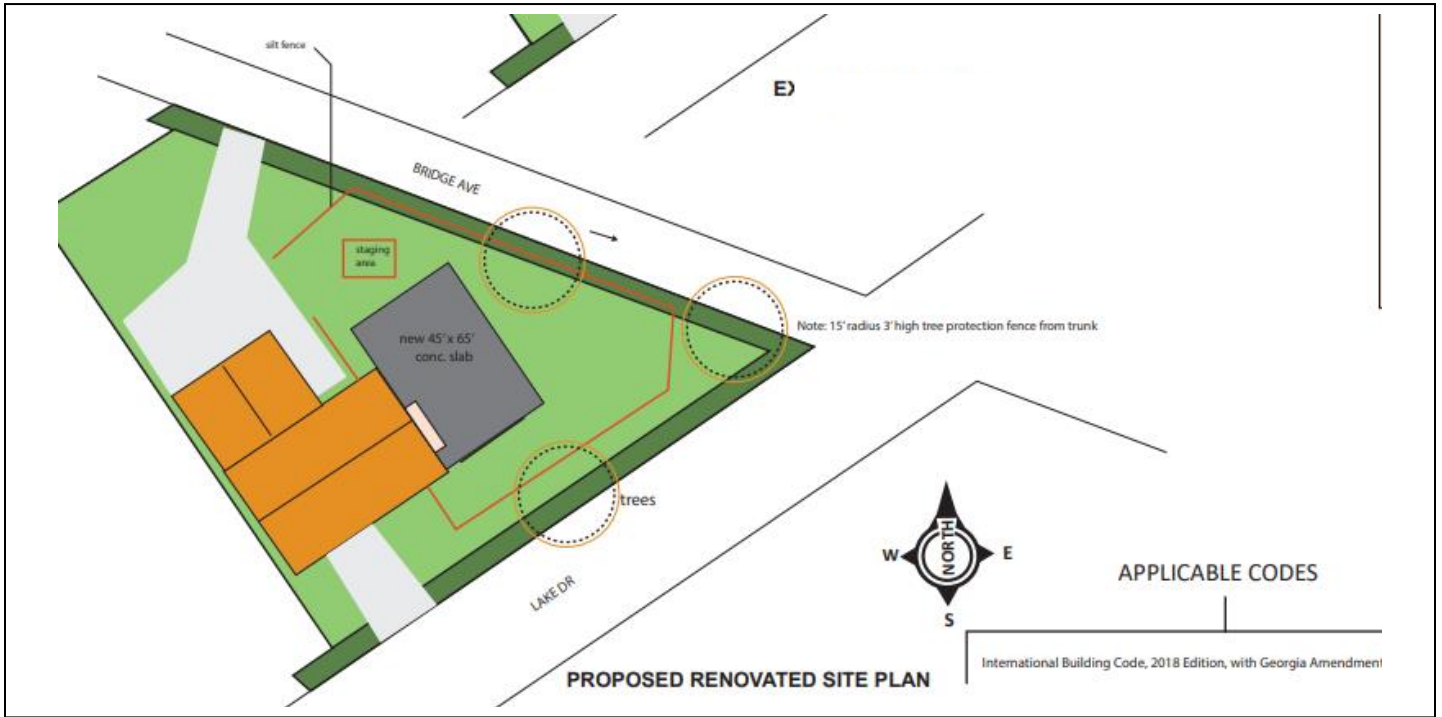 silt fence
EX
BRIDGE AVE
staging
area
new 45' x 65'
conc. slab
Note: 15' radius 3' high tree protection fence from trunk
trees
LAKE DR
NORTH
W
E
S
APPLICABLE CODES
International Building Code, 2018 Edition, with Georgia Amendment
PROPOSED RENOVATED SITE PLAN